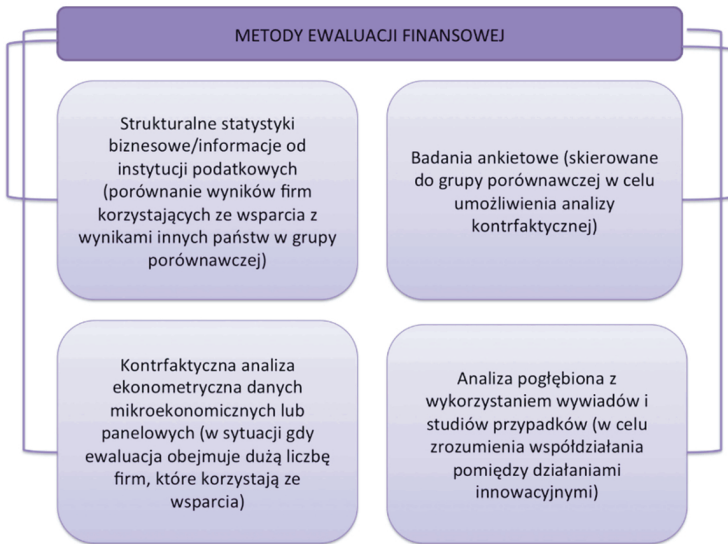 METODY EWALUACJI FINANSOWEJ
Strukturalne statystyki
biznesowe/informacje od
instytucji podatkowych
(porównanie wyników firm
korzystających ze wsparcia z
wynikami innych państw w grupy
porównawczej)
Badania ankietowe (skierowane
do grupy porównawczej w celu
umożliwienia analizy
kontrfaktycznej)
Kontrfaktyczna analiza
ekonometryczna danych
mikroekonomicznych lub
panelowych (w sytuacji gdy
ewaluacja obejmuje dużą liczbę
firm, które korzystają ze
wsparcia)
Analiza pogłębiona z
wykorzystaniem wywiadów i
studiów przypadków (w celu
zrozumienia współdziałania
pomiędzy działaniami
innowacyjnymi)